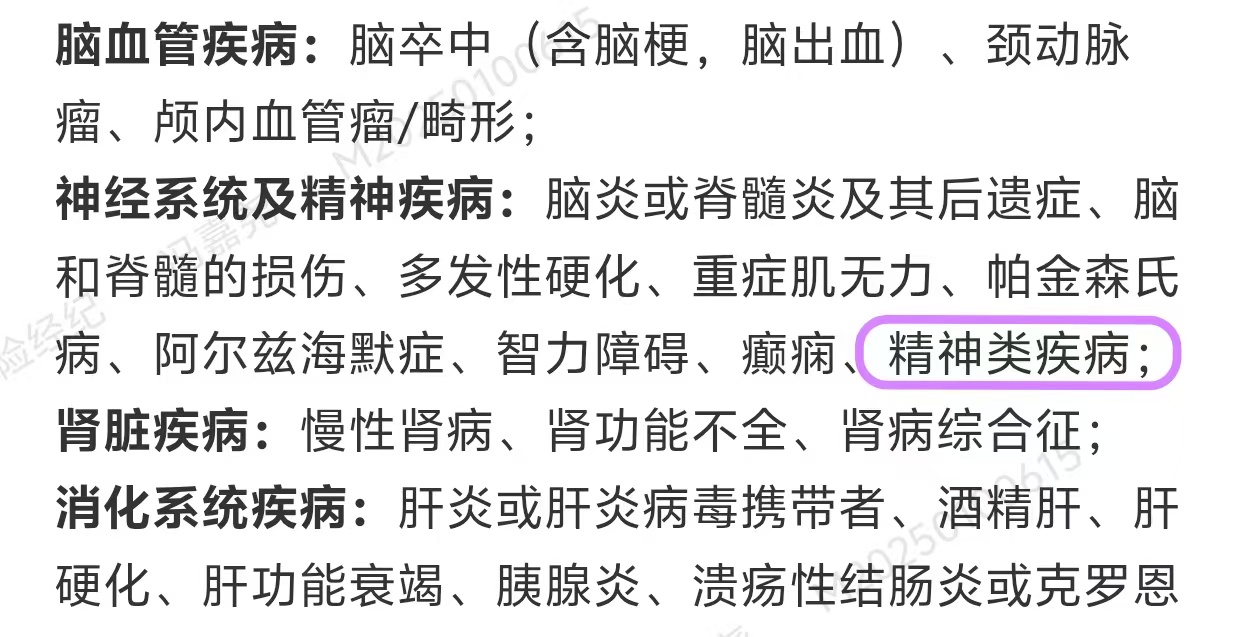 脑血管疾病：脑卒中（含脑梗，脑出血）、颈动脉
瘤、颅内血管瘤/畸形；
神经系统及精神疾病：脑炎或脊髓炎及其后遗症、脑
和脊髓的损伤、多发性硬化、重症肌无力、帕金森氏
病、阿尔兹海默症、智力障碍、癫痫、精神类疾病；
肾脏疾病：慢性肾病、肾功能不全、肾病综合征；
消化系统疾病：肝炎或肝炎病毒携带者、酒精肝、肝
硬化、肝功能衰竭、胰腺炎、溃疡性结肠炎或克罗恩
M20250100615
险经纪